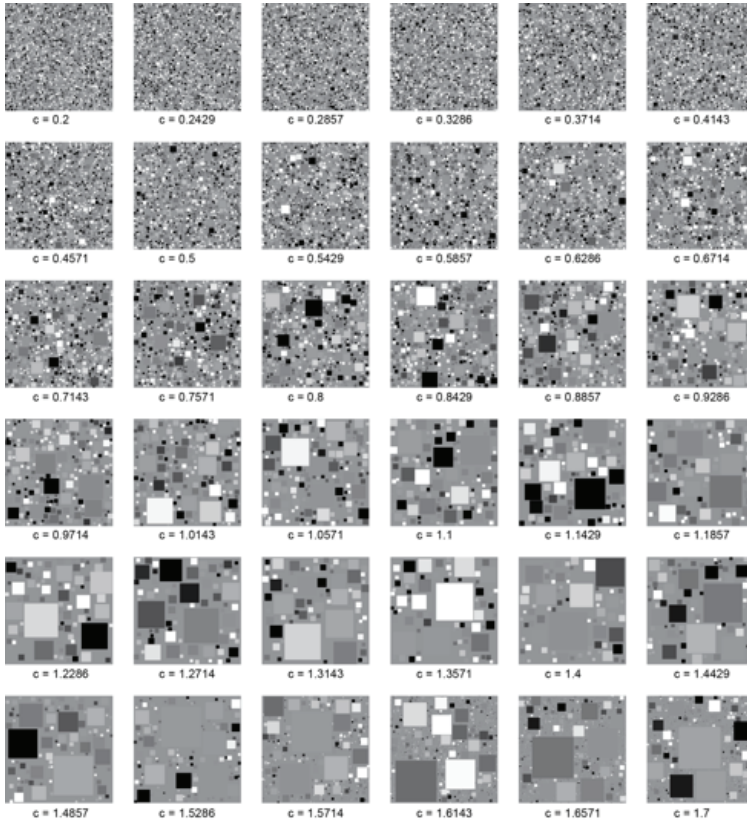 c = 0.2 c = 0.2429 c = 0.2857 c = 0.3286 c = 0.3714 c = 0.4143
c = 0.4571 c = 0.5 c = 0.5429 c = 0.5857 c = 0.6286 c = 0.6714
c = 0.7143 c = 0.7571 c = 0.8 c = 0.8429 c = 0.8857 c = 0.9286
c = 0.9714 c = 1.0143 c = 1.0571 c = 1.1 c = 1.1429 c = 1.1857
c = 1.2286 c = 1.2714 c = 1.3143 c = 1.3571 c = 1.4 c = 1.4429
c = 1.4857 c = 1.5286 c = 1.5714 c = 1.6143 c = 1.6571 c = 1.7